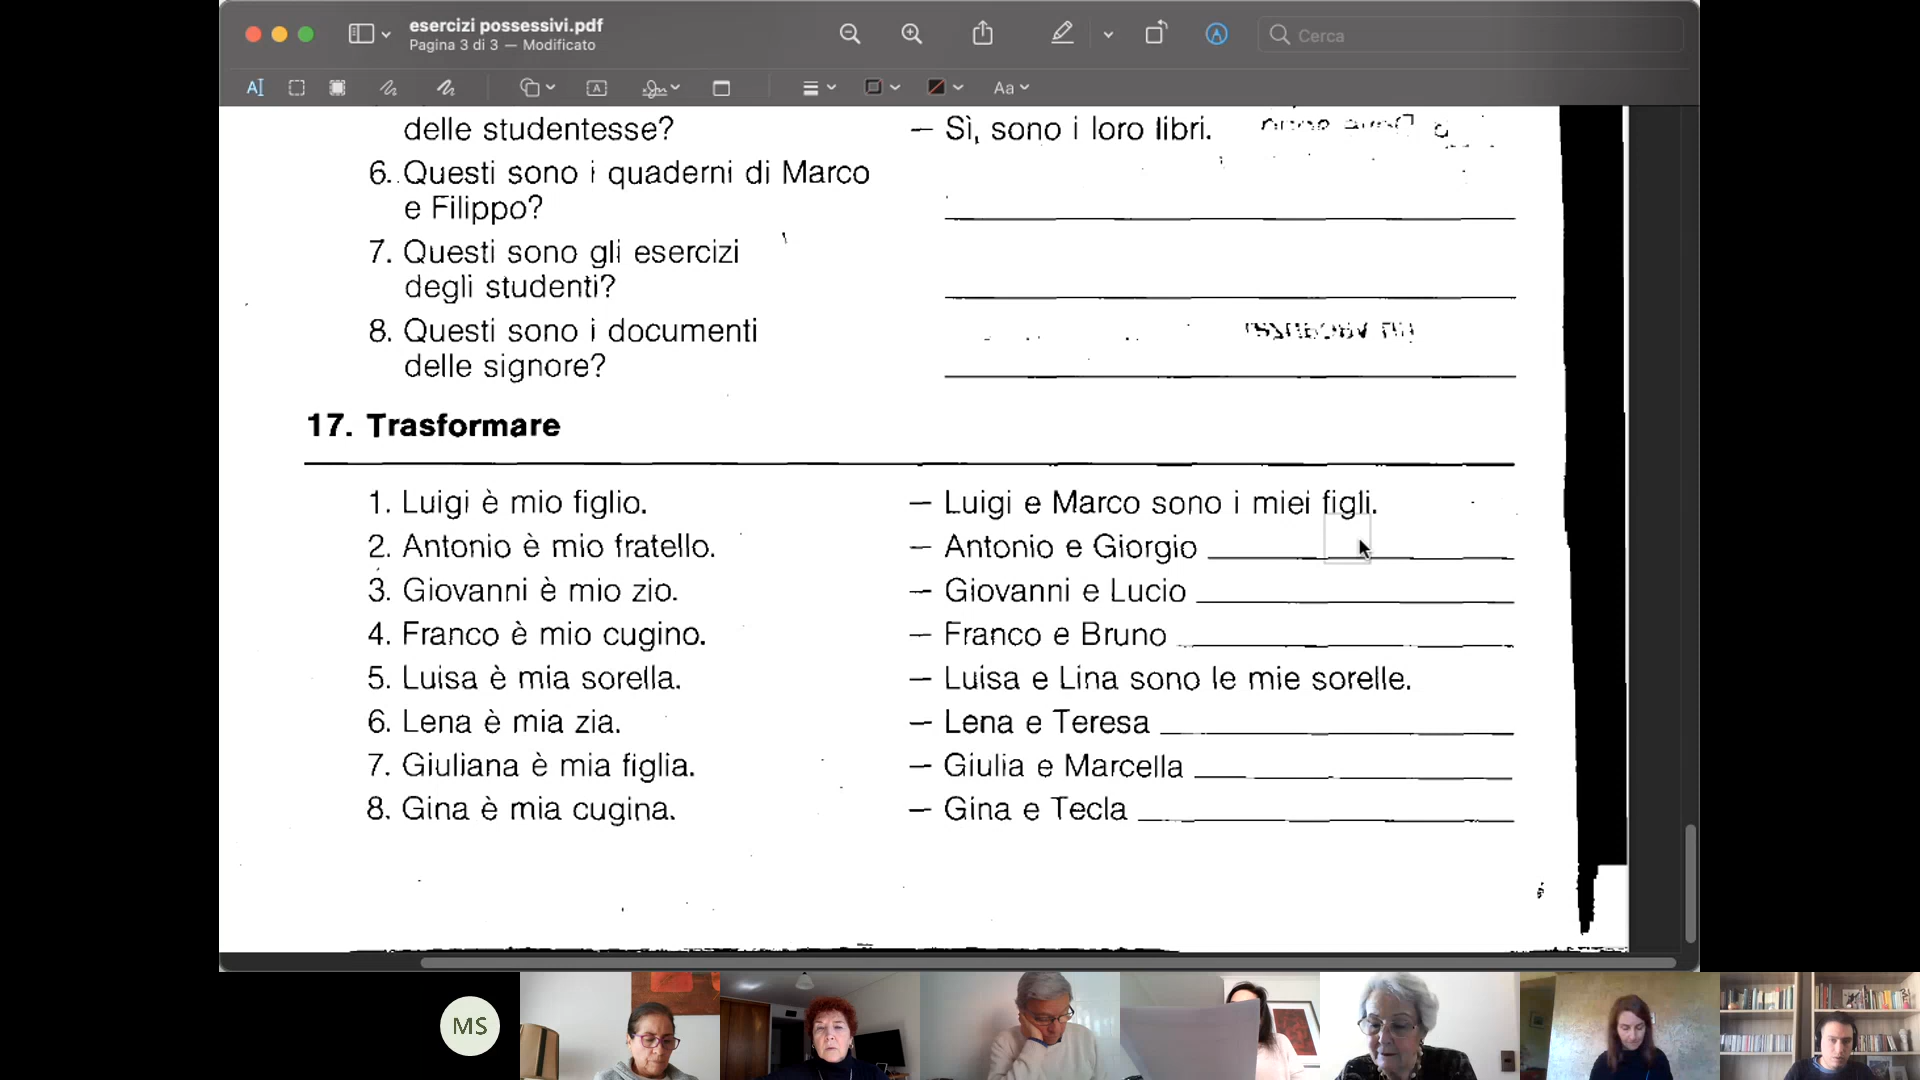 esercizi possessivi.pdf
Pagina 3 di 3 — Modificato
Cerca
delle studentesse?
— Sì, sono i loro libri.
6. Questi sono i quaderni di Marco
e Filippo?
7. Questi sono gli esercizi
degli studenti?
8. Questi sono i documenti
delle signore?
17. Trasformare
1. Luigi è mio figlio.
— Luigi e Marco sono i miei figli.
2. Antonio è mio fratello.
— Antonio e Giorgio
3. Giovanni è mio zio.
— Giovanni e Lucio
4. Franco è mio cugino.
— Franco e Bruno
5. Luisa è mia sorella.
— Luisa e Lina sono le mie sorelle.
6. Lena è mia zia.
— Lena e Teresa
7. Giuliana è mia figlia.
— Giulia e Marcella
8. Gina è mia cugina.
— Gina e Tecla
MS